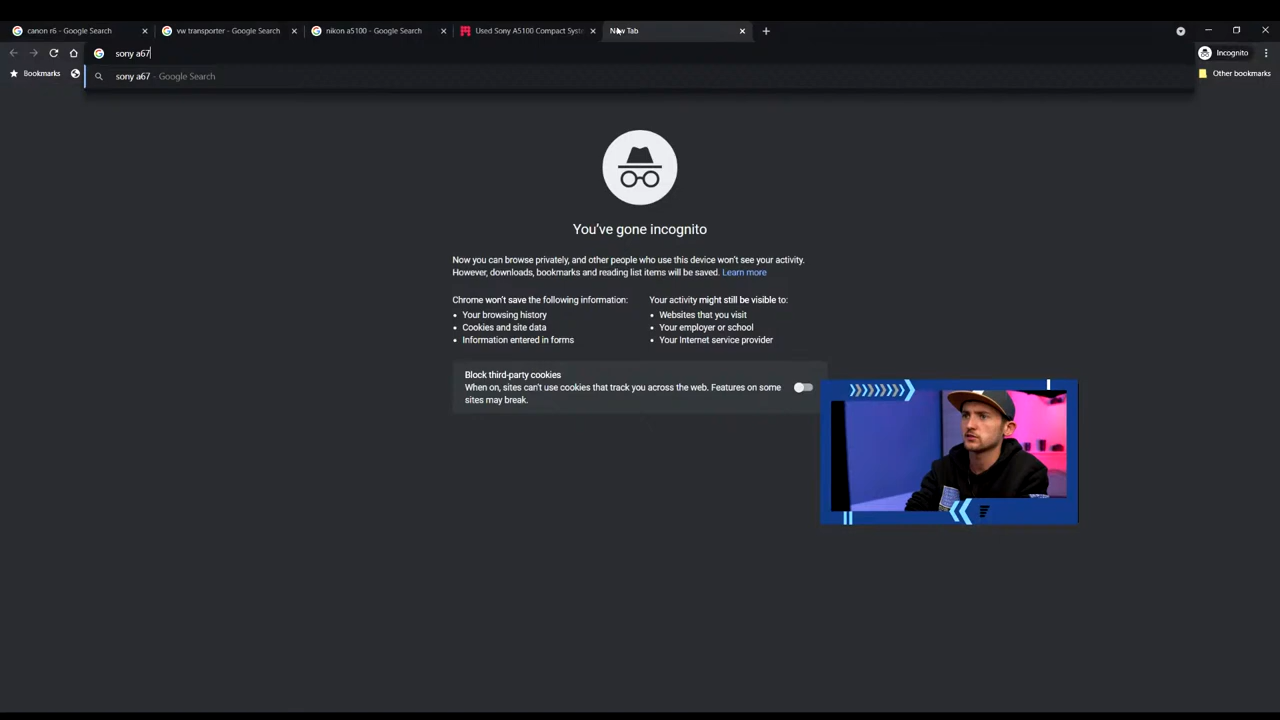 canon r6 - Google Search
vw transporter - Google Search
nikon a5100 - Google Search
Used Sony A5100 Compact Syste
New Tab
sony a67
Incognito
sony a67 - Google Search
Bookmarks
Other bookmarks
You've gone incognito
Now you can browse privately, and other people who use this device won't see your activity.
However, downloads, bookmarks and reading list items will be saved. Learn more
Chrome won't save the following information:
• Your browsing history
• Cookies and site data
• Information entered in forms
Your activity might still be visible to:
• Websites that you visit
• Your employer or school
• Your Internet service provider
Block third-party cookies
When on, sites can't use cookies that track you across the web. Features on some
sites may break.